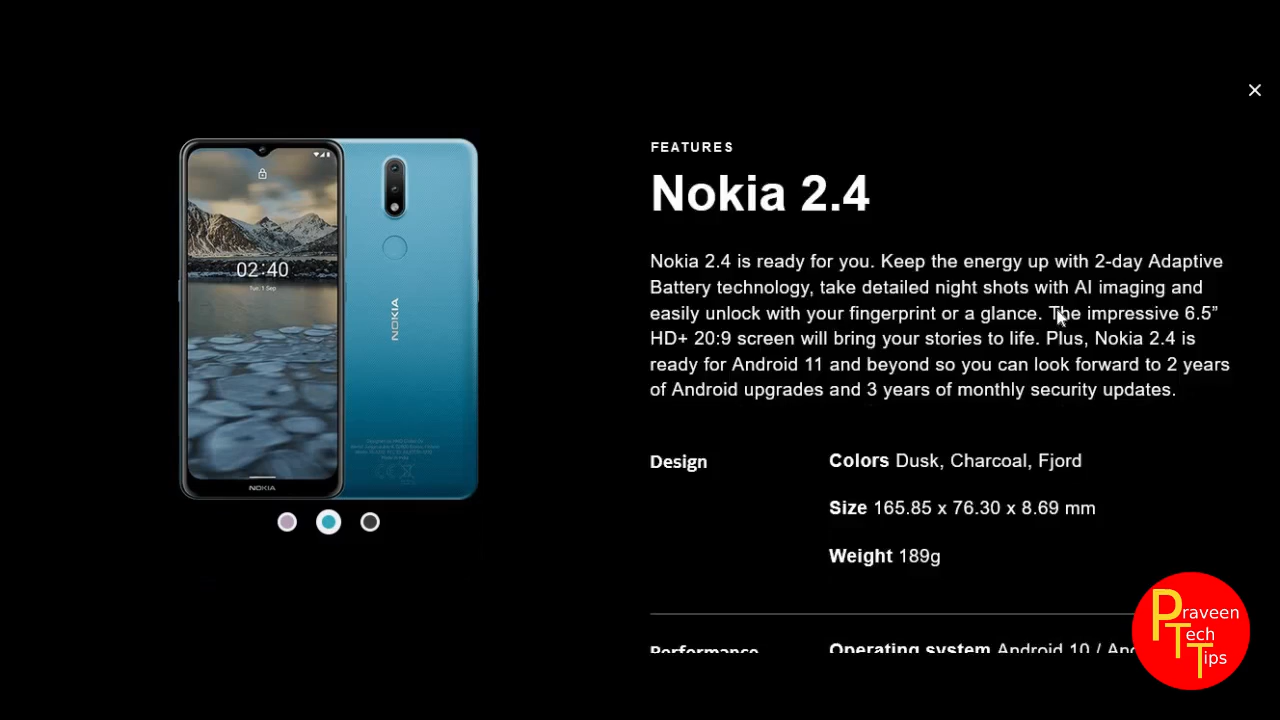 FEATURES
Nokia 2.4
Nokia 2.4 is ready for you. Keep the energy up with 2-day Adaptive
Battery technology, take detailed night shots with AI imaging and
easily unlock with your fingerprint or a glance. The impressive 6.5”
HD+ 20:9 screen will bring your stories to life. Plus, Nokia 2.4 is
ready for Android 11 and beyond so you can look forward to 2 years
of Android upgrades and 3 years of monthly security updates.
Design
Colors Dusk, Charcoal, Fjord
Size 165.85 x 76.30 x 8.69 mm
Weight 189g
Performance
Operating system Android 10 /
02:40
Tue, 1 Sep
NOKIA
NOKIA
Praveen
Tech
Tips